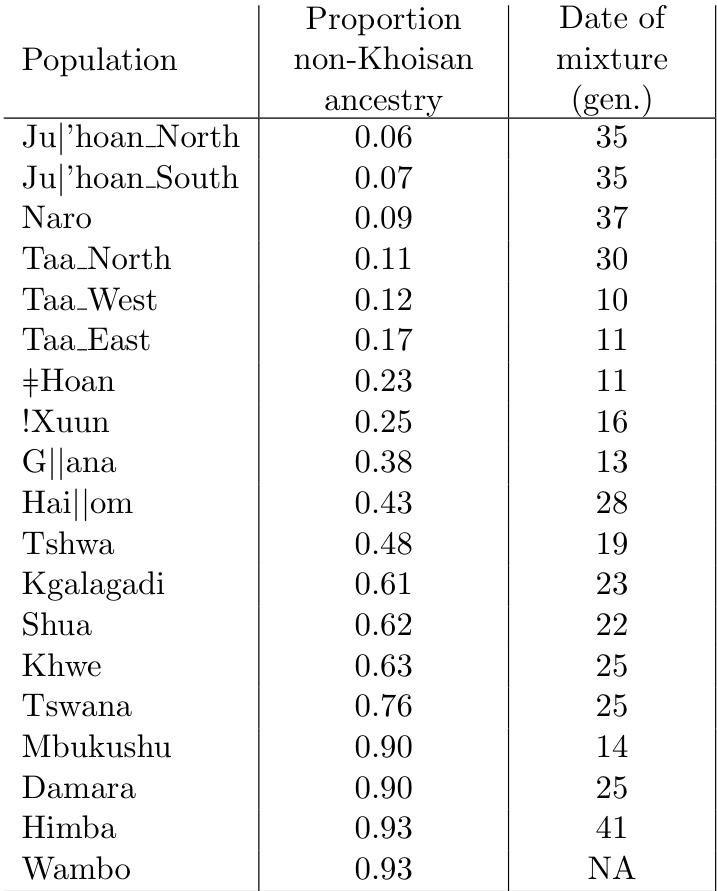 Population Proportion non-Khoisan ancestry Date of mixture (gen.)
Ju|'hoan_North 0.06 35
Ju|'hoan_South 0.07 35
Naro 0.09 37
Taa_North 0.11 30
Taa_West 0.12 10
Taa_East 0.17 11
ǂHoan 0.23 11
!Xuun 0.25 16
G||ana 0.38 13
Hai||om 0.43 28
Tshwa 0.48 19
Kgalagadi 0.61 23
Shua 0.62 22
Khwe 0.63 25
Tswana 0.76 25
Mbukushu 0.90 14
Damara 0.90 25
Himba 0.93 41
Wambo 0.93 NA